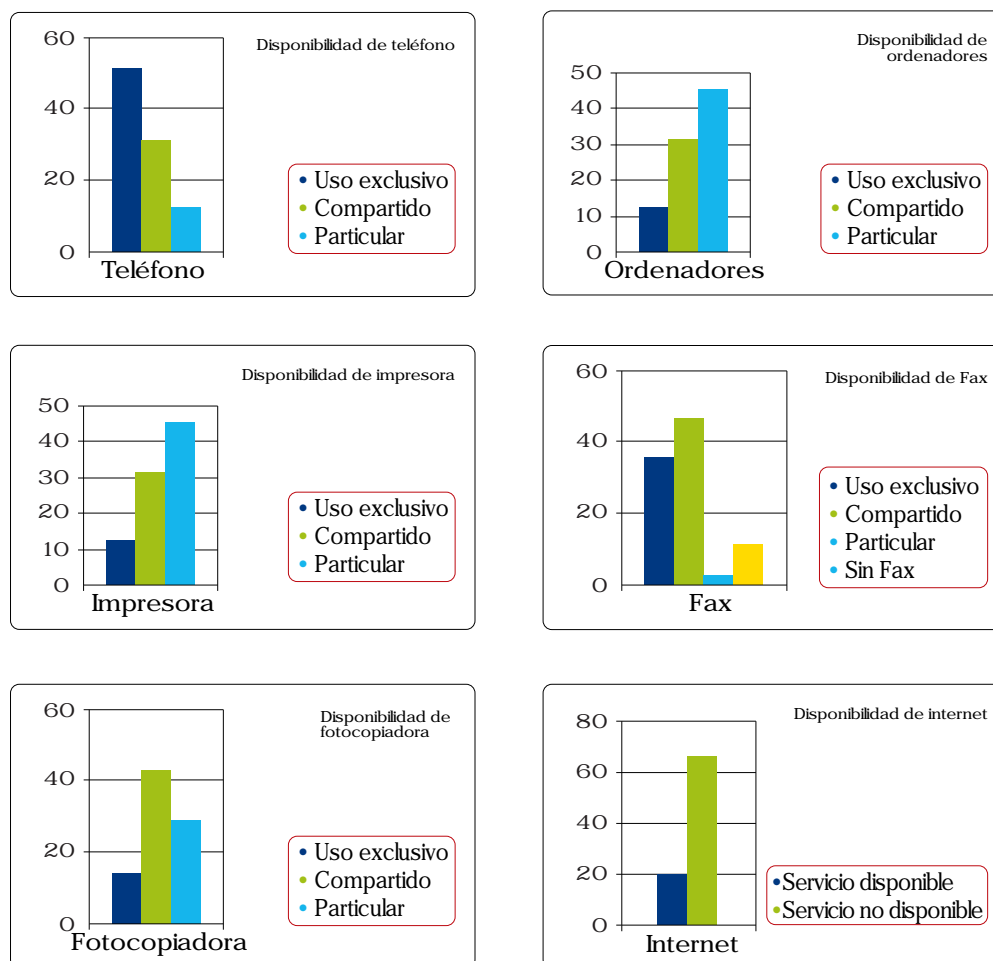 Disponibilidad de teléfono
60
40
20
0
Teléfono
• Uso exclusivo
• Compartido
• Particular
Disponibilidad de
ordenadores
50
40
30
20
10
0
Ordenadores
• Uso exclusivo
• Compartido
• Particular
Disponibilidad de impresora
50
40
30
20
10
0
Impresora
• Uso exclusivo
• Compartido
• Particular
Disponibilidad de Fax
60
40
20
0
Fax
• Uso exclusivo
• Compartido
• Particular
• Sin Fax
Disponibilidad de
fotocopiadora
60
40
20
0
Fotocopiadora
• Uso exclusivo
• Compartido
• Particular
Disponibilidad de internet
80
60
40
20
0
Internet
• Servicio disponible
• Servicio no disponible